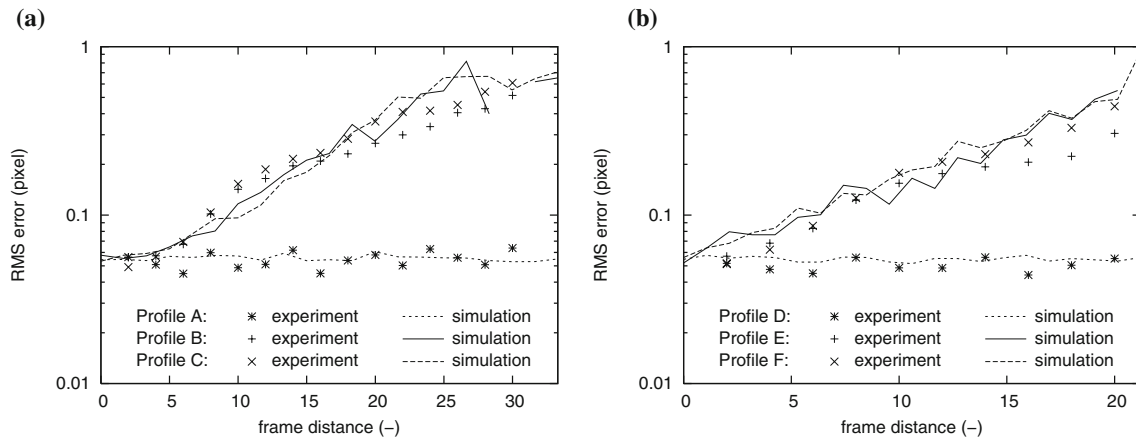 (a)
1
0.1
0.01
RMS error (pixel)
Profile A: experiment simulation
Profile B: experiment simulation
Profile C: experiment simulation
0 5 10 15 20 25 30
frame distance (–)
(b)
1
0.1
0.01
RMS error (pixel)
Profile D: experiment simulation
Profile E: experiment simulation
Profile F: experiment simulation
0 5 10 15 20
frame distance (–)